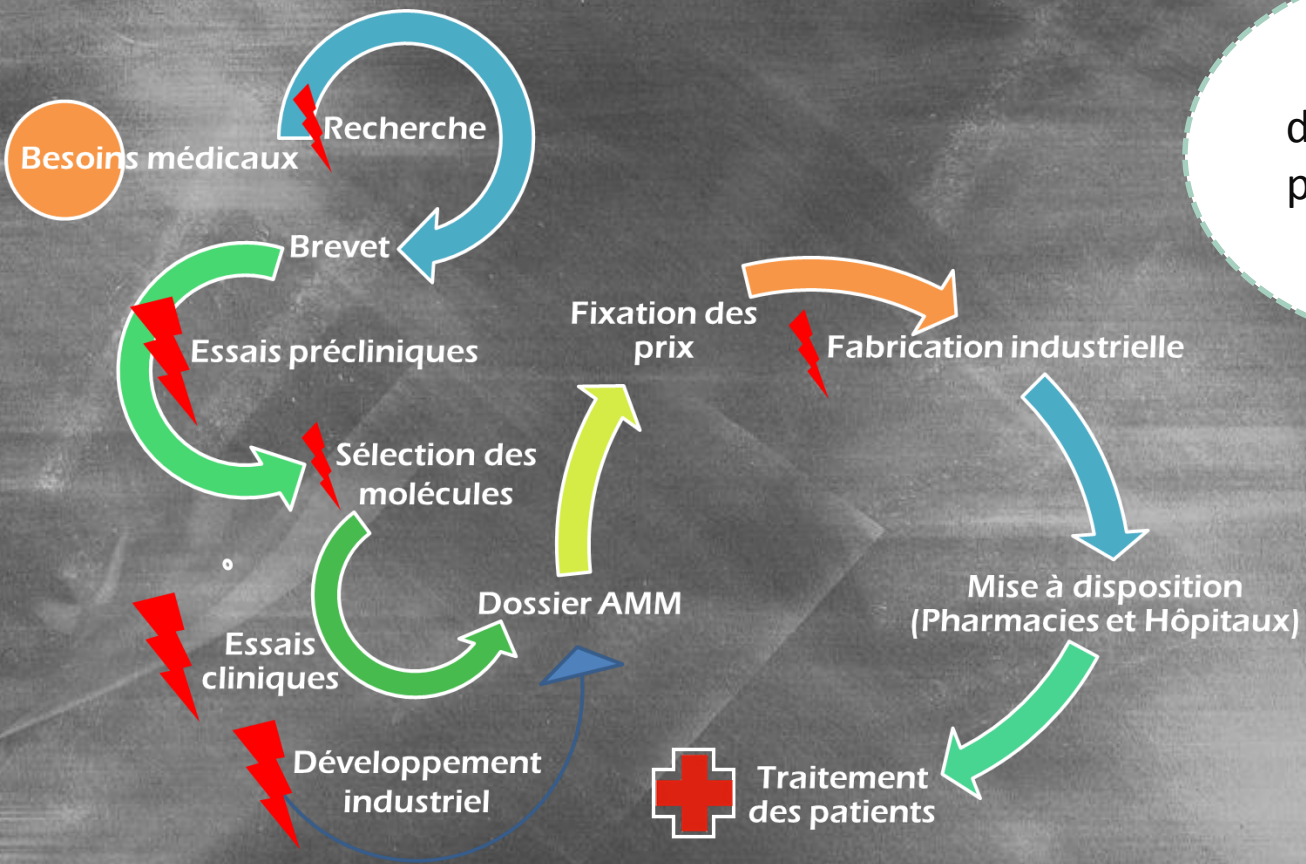 Besoins médicaux
Recherche
Brevet
Essais précliniques
Sélection des
molécules
Essais
cliniques
Développement
industriel
Dossier AMM
Fixation des
prix
Fabrication industrielle
Mise à disposition
(Pharmacies et Hôpitaux)
Traitement
des patients